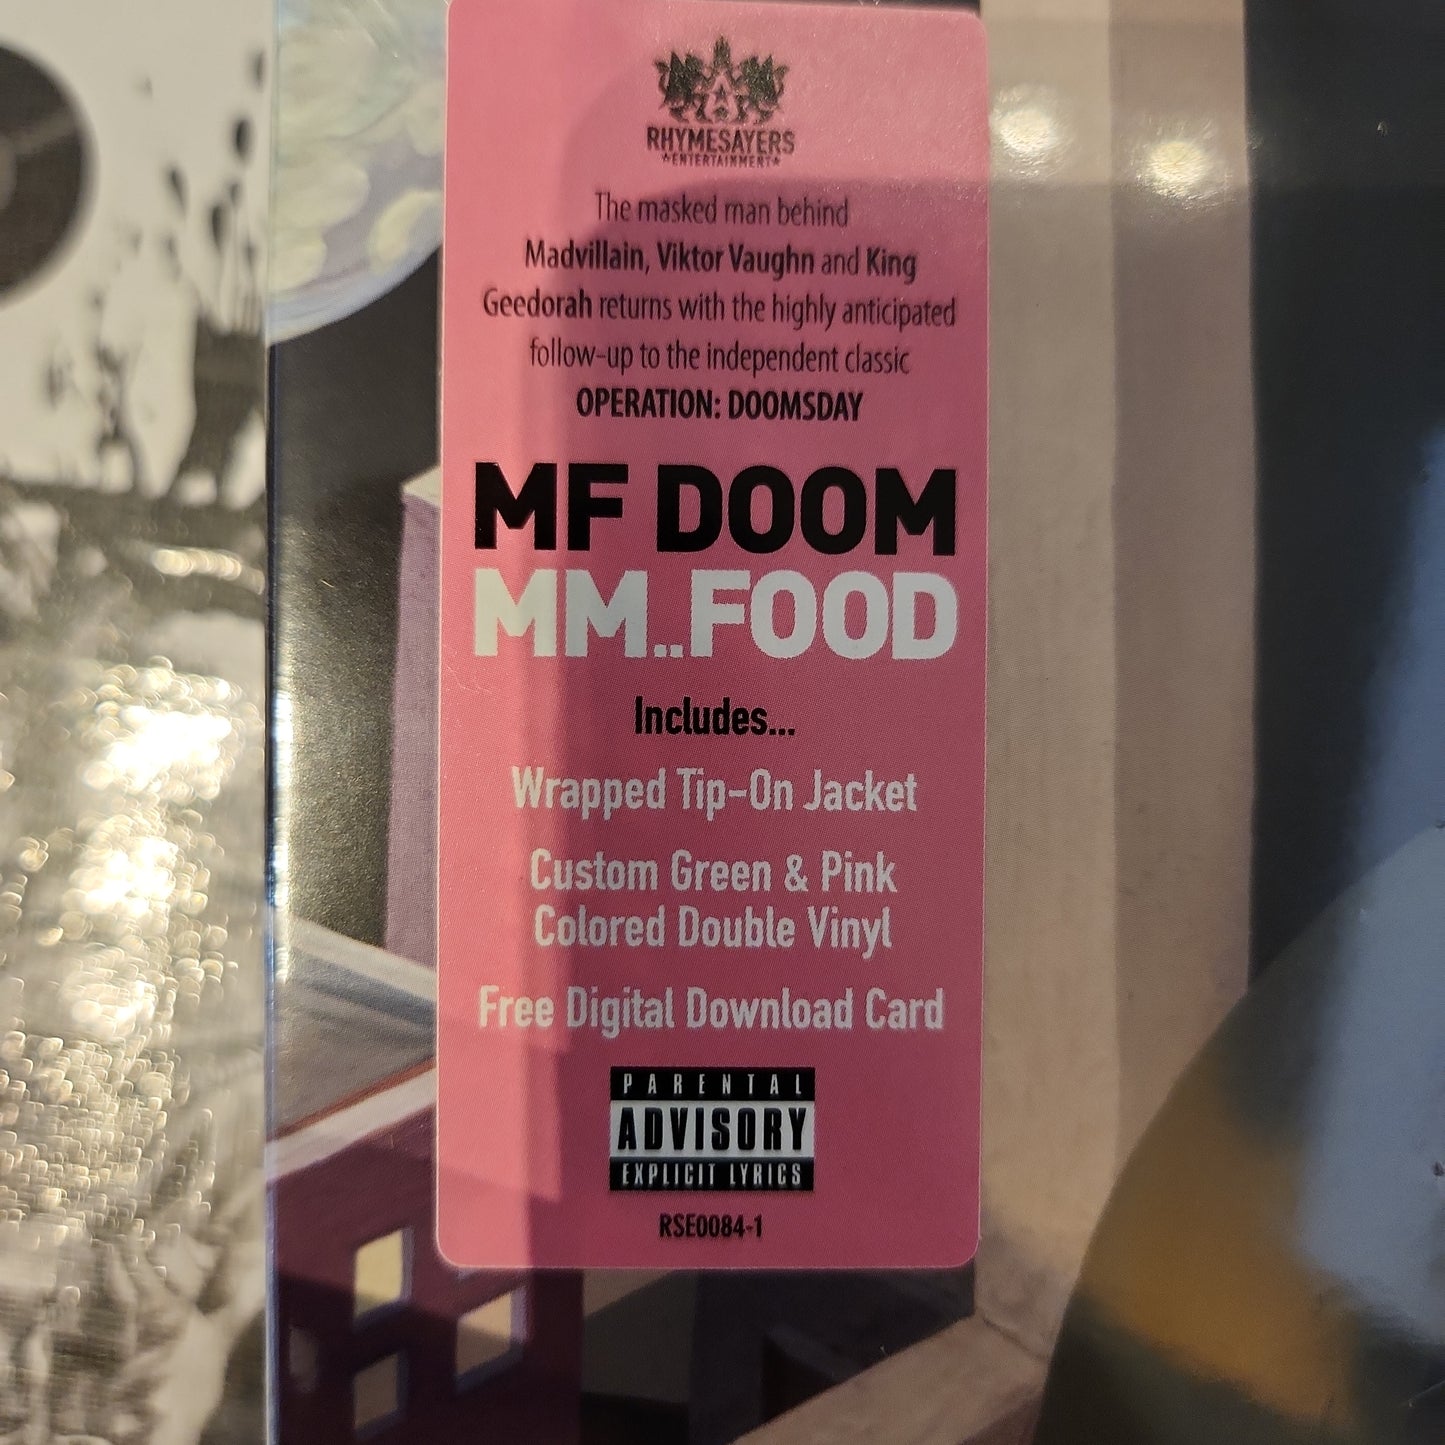 RHYMESAYERS
★ENTERTAINMENT★
The masked man behind
Madvillain, Viktor Vaughn and King
Geedorah returns with the highly anticipated
follow-up to the independent classic
OPERATION: DOOMSDAY
MF DOOM
MM..FOOD
Includes...
Wrapped Tip-On Jacket
Custom Green & Pink
Colored Double Vinyl
Free Digital Download Card
PARENTAL
ADVISORY
EXPLICIT LYRICS
RSE0084-1